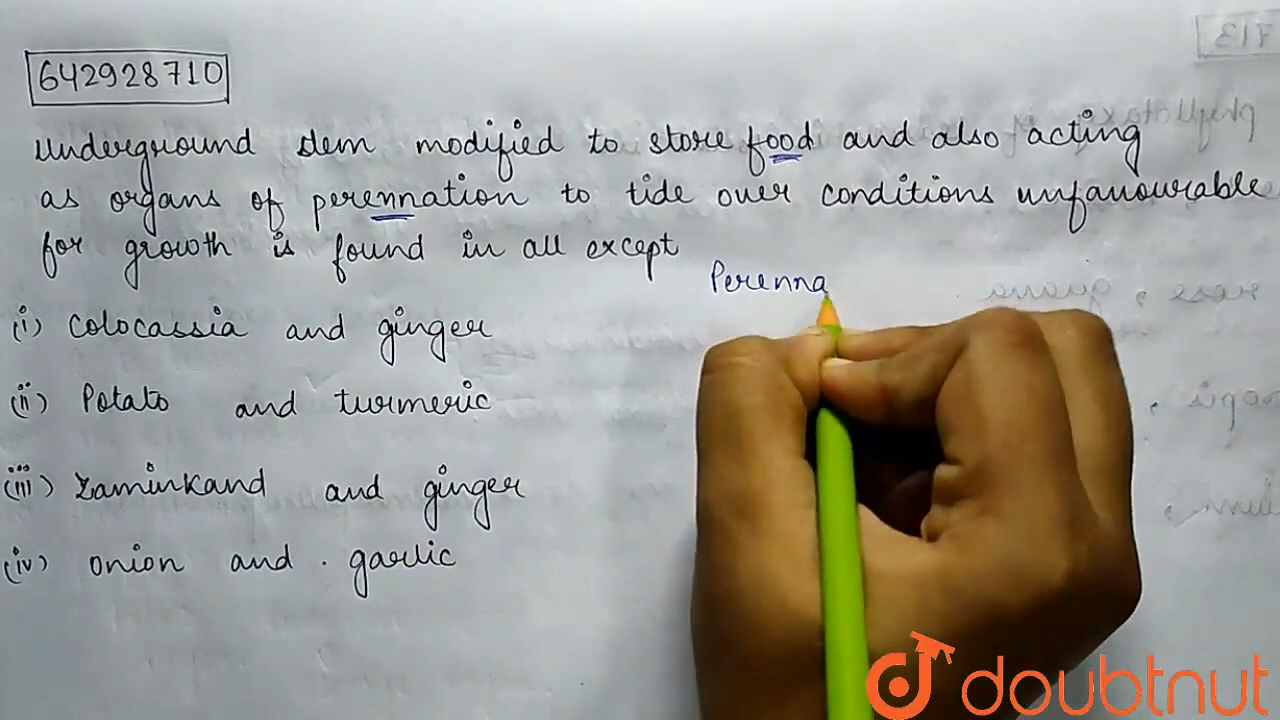 642928710
underground stem modified to store food and also acting
as organs of perennation to tide over conditions unfavourable
for growth is found in all except
Perenna
(i) Colocassia and ginger
(ii) Potato and turmeric
(iii) Zaminkand and ginger
(iv) onion and garlic
doubtnut